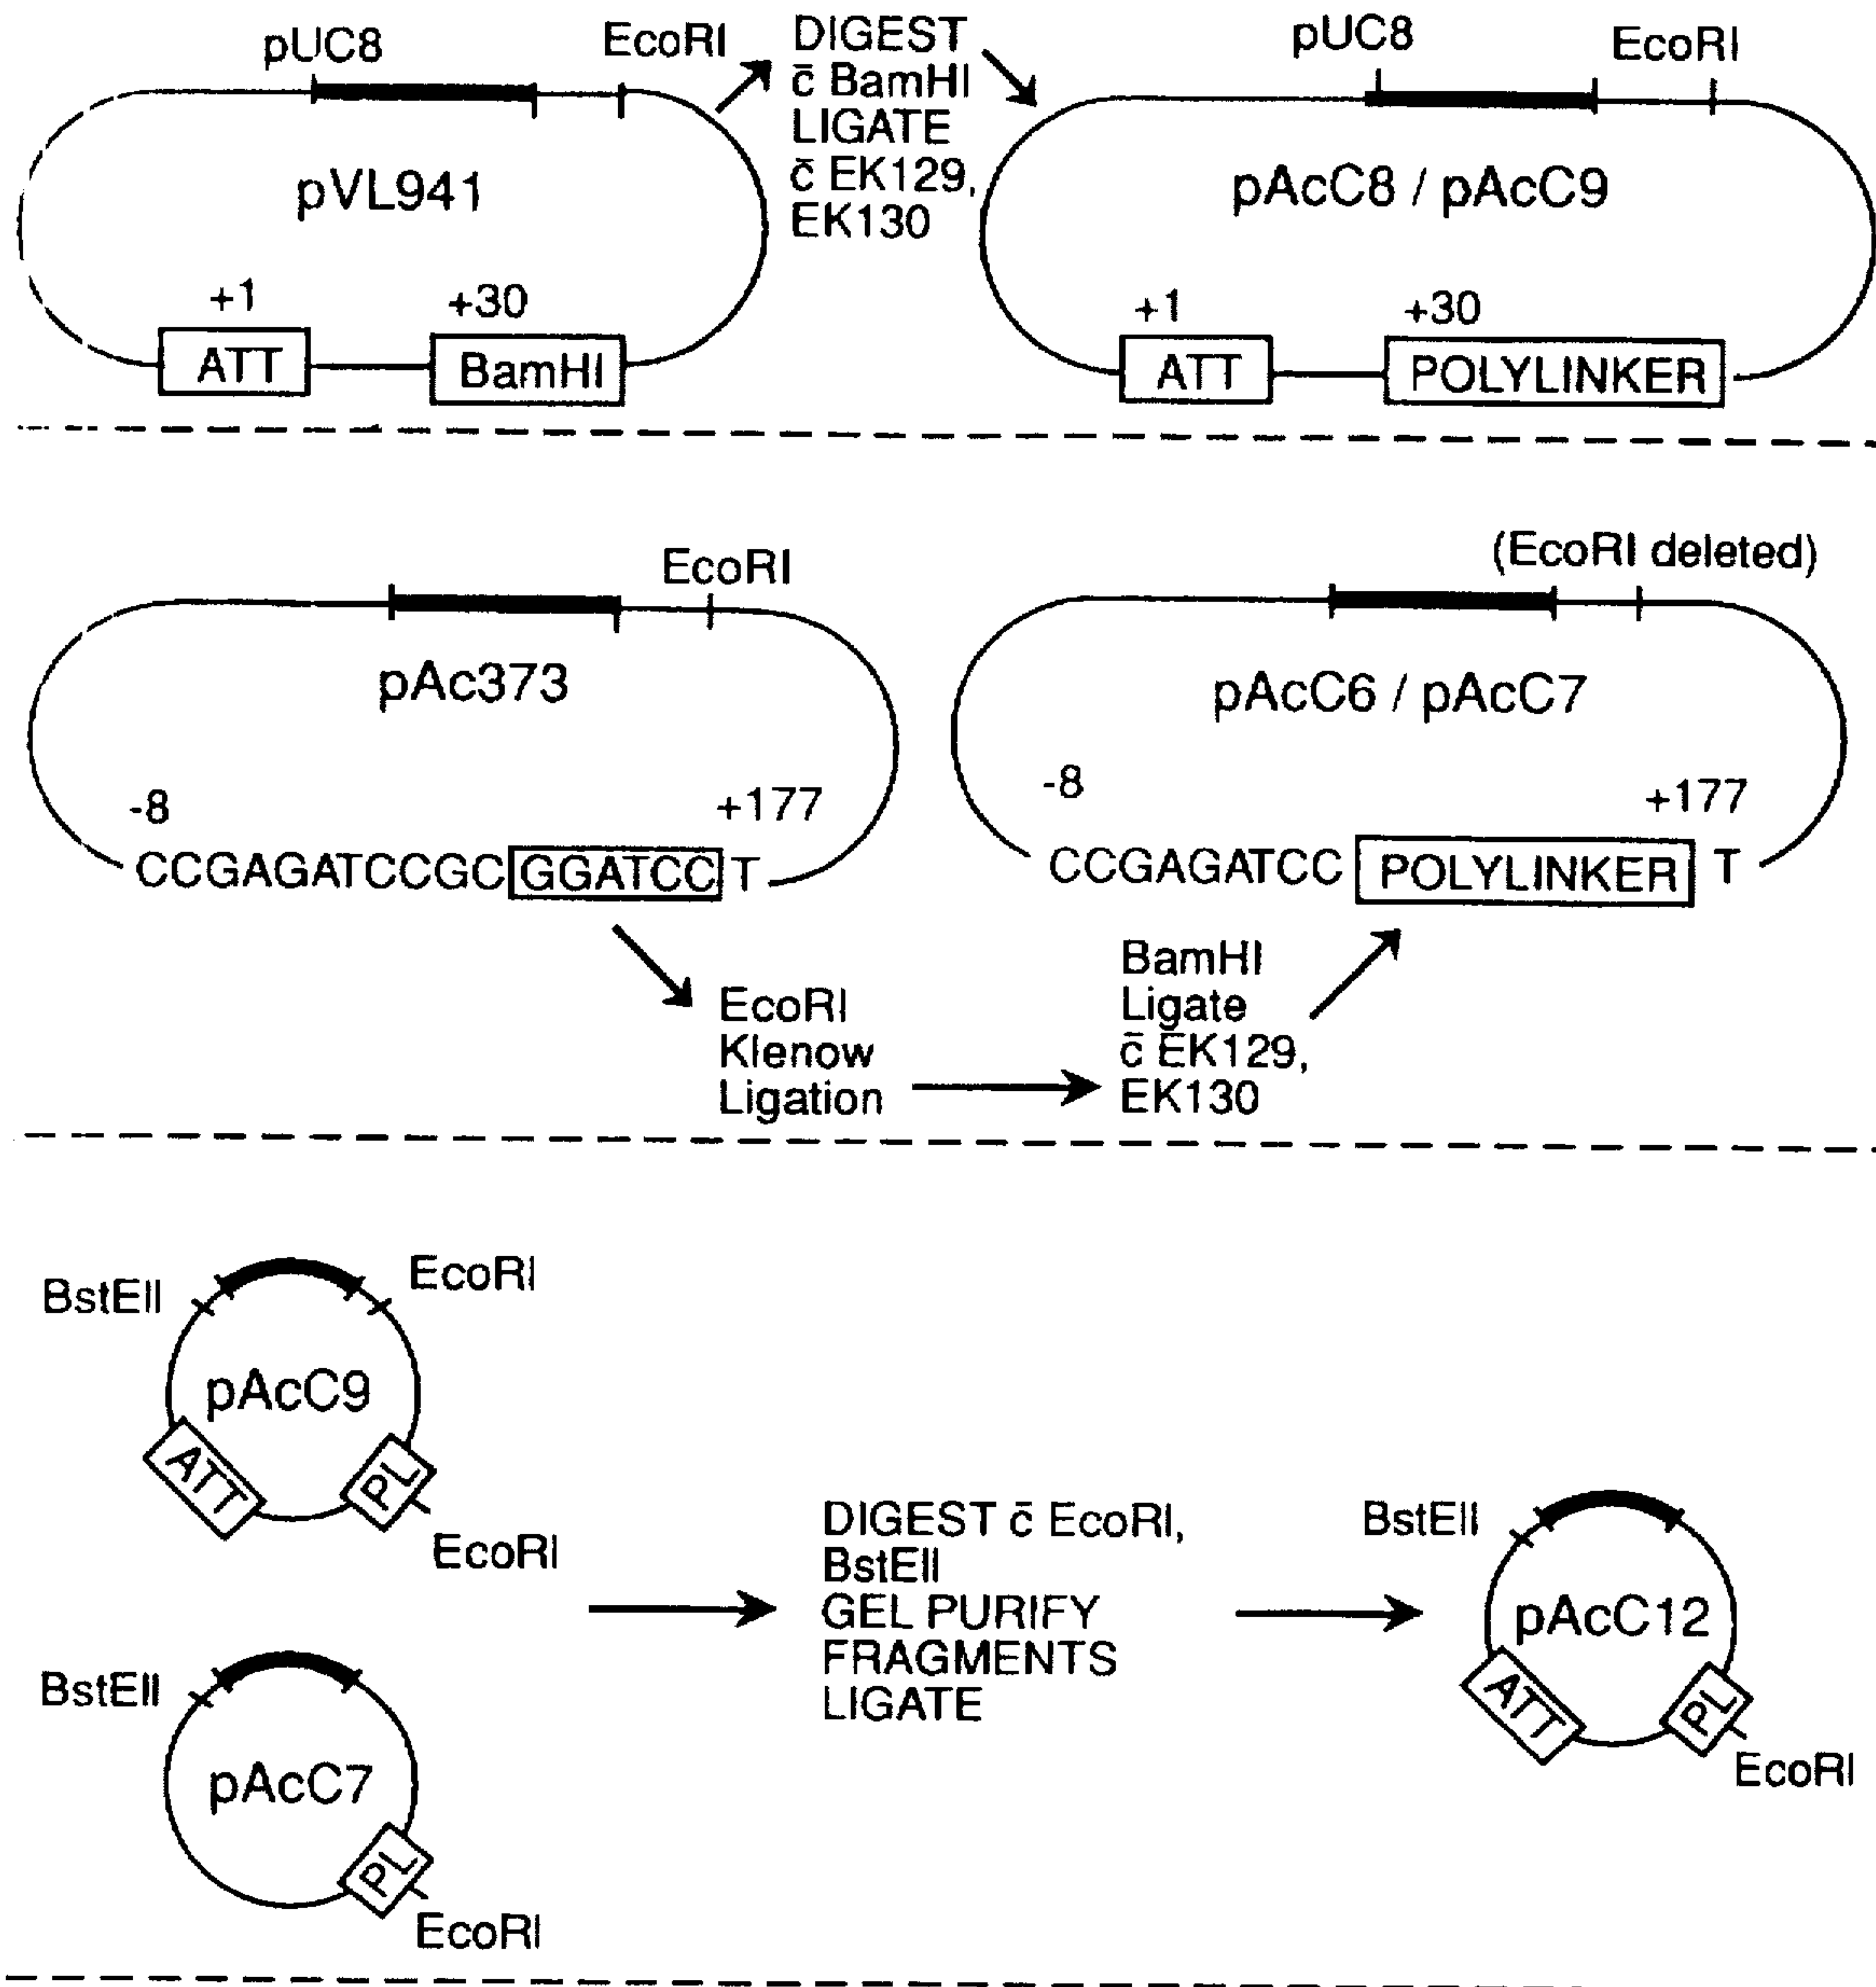 pUC8
EcoRI
pVL941
+1
+30
ATT
BamHI
DIGEST
c̄ BamHI
LIGATE
c̄ EK129,
EK130
pUC8
EcoRI
pAcC8 / pAcC9
+1
+30
ATT
POLYLINKER
EcoRI
pAc373
-8
+177
CCGAGATCCGCGGATCCT
(EcoRI deleted)
pAcC6 / pAcC7
-8
+177
CCGAGATCC POLYLINKER T
EcoRI
Klenow
Ligation
BamHI
Ligate
c̄ EK129,
EK130
BstEII
EcoRI
pAcC9
ATT
PL
EcoRI
BstEII
pAcC7
PL
EcoRI
DIGEST c̄ EcoRI,
BstEII
GEL PURIFY
FRAGMENTS
LIGATE
BstEII
pAcC12
ATT
PL
EcoRI